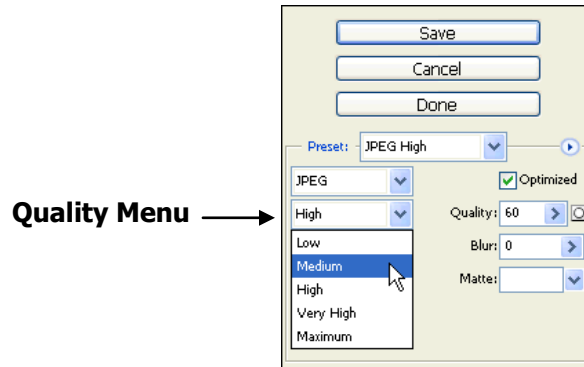 Save
Cancel
Done
Preset: JPEG High
JPEG
Optimized
Quality Menu
High
Quality: 60
Low
Blur: 0
Medium
High
Matte:
Very High
Maximum